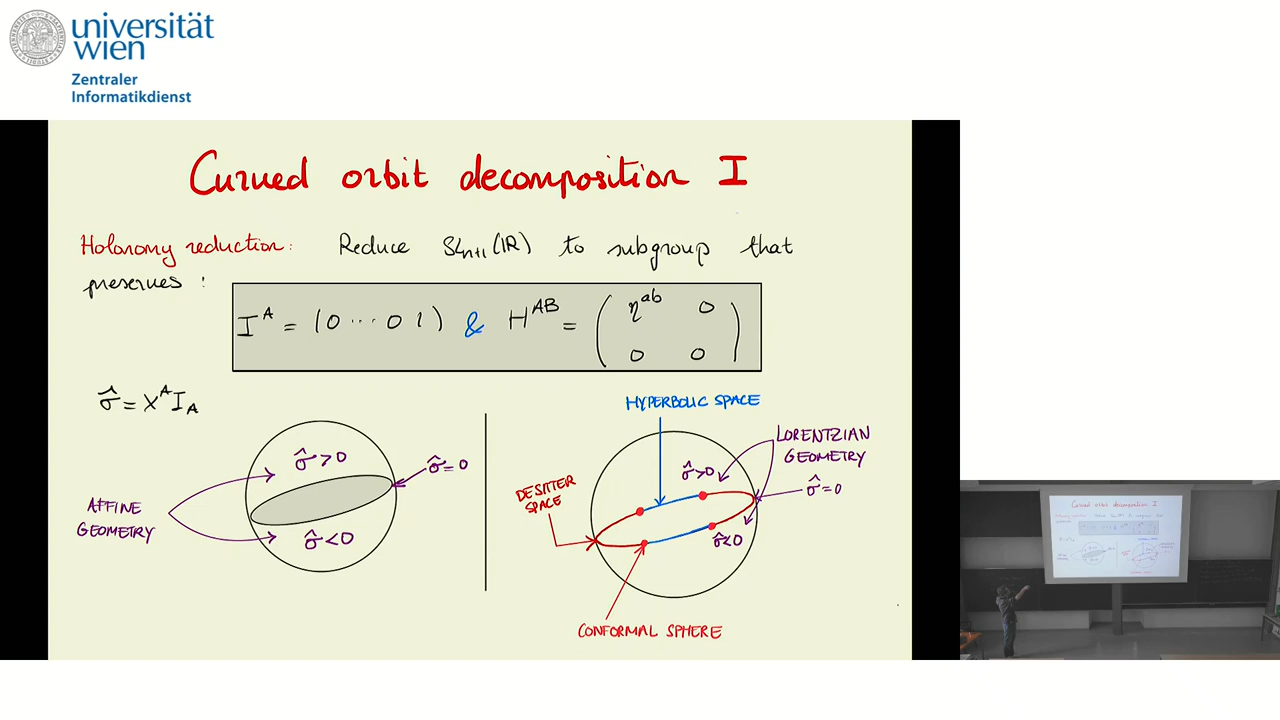 universität
wien
Zentraler
Informatikdienst
Curved orbit decomposition I
Holonomy reduction: Reduce SLn+1(IR) to subgroup that
preserves:
I^A = (0 ··· 0 1) & H^AB = ( η^ab 0
0 0 )
σ̂ = X^A I_A
HYPERBOLIC SPACE
σ̂>0
σ̂=0
AFFINE
GEOMETRY
σ̂<0
DESITTER
SPACE
σ̂>0
LORENTZIAN
GEOMETRY
σ̂=0
σ̂<0
CONFORMAL SPHERE